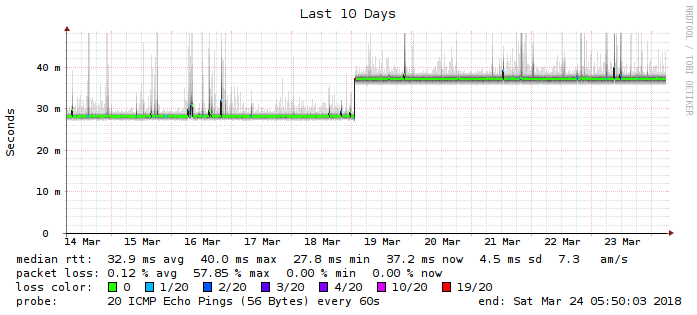 Last 10 Days
RRDTOOL / TOBI OETIKER
Seconds
40 m
30 m
20 m
10 m
0
14 Mar 15 Mar 16 Mar 17 Mar 18 Mar 19 Mar 20 Mar 21 Mar 22 Mar 23 Mar
median rtt: 32.9 ms avg 40.0 ms max 27.8 ms min 37.2 ms now 4.5 ms sd 7.3 am/s
packet loss: 0.12 % avg 57.85 % max 0.00 % min 0.00 % now
loss color: 0 1/20 2/20 3/20 4/20 10/20 19/20
probe: 20 ICMP Echo Pings (56 Bytes) every 60s end: Sat Mar 24 05:50:03 2018